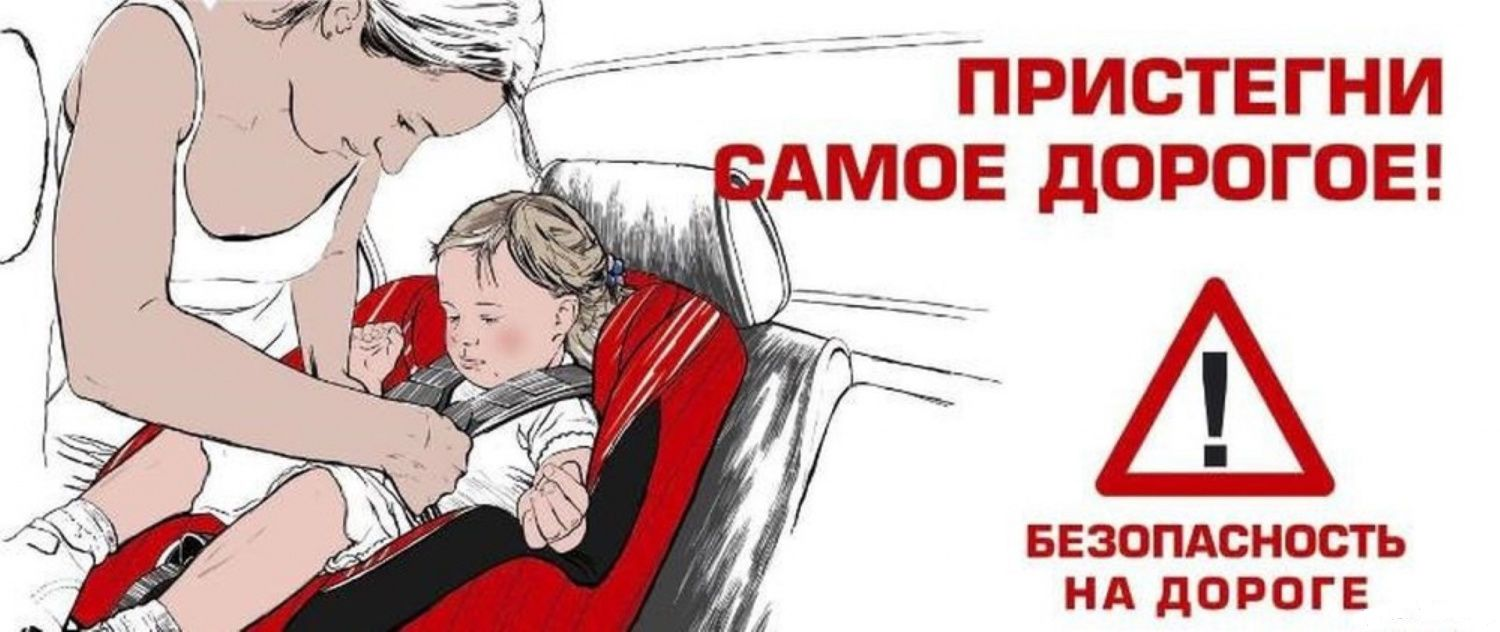 ПРИСТЕГНИ
САМОЕ ДОРОГОЕ!
!
БЕЗОПАСНОСТЬ
НА ДОРОГЕ